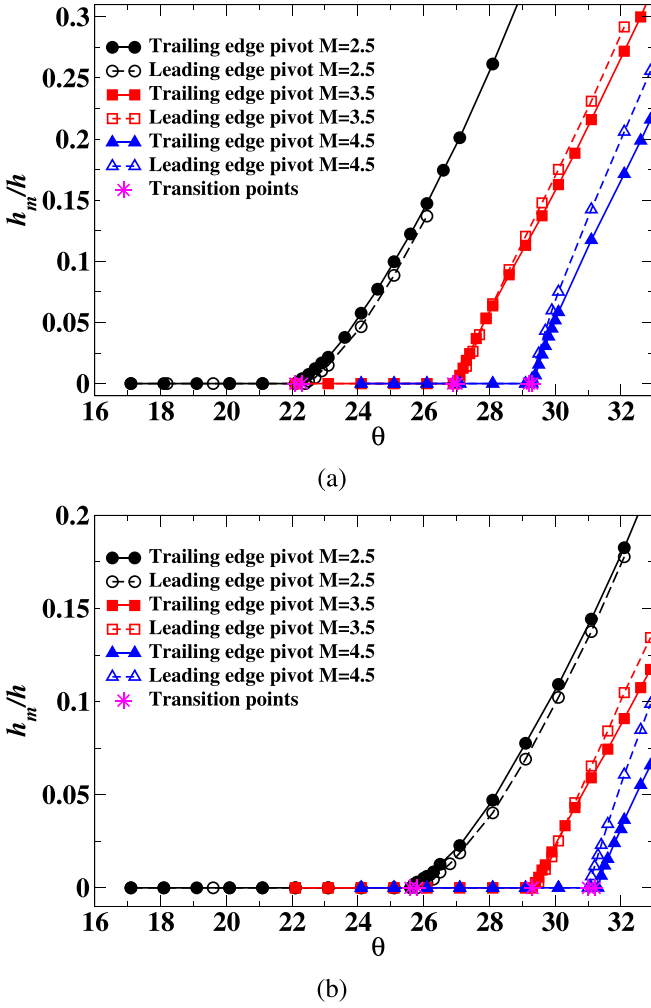 0.3
0.25
0.2
0.15
0.1
0.05
0
h_m/h
Trailing edge pivot M=2.5
Leading edge pivot M=2.5
Trailing edge pivot M=3.5
Leading edge pivot M=3.5
Trailing edge pivot M=4.5
Leading edge pivot M=4.5
Transition points
16 18 20 22 24 26 28 30 32
θ
(a)
0.2
0.15
0.1
0.05
0
h_m/h
Trailing edge pivot M=2.5
Leading edge pivot M=2.5
Trailing edge pivot M=3.5
Leading edge pivot M=3.5
Trailing edge pivot M=4.5
Leading edge pivot M=4.5
Transition points
16 18 20 22 24 26 28 30 32
θ
(b)